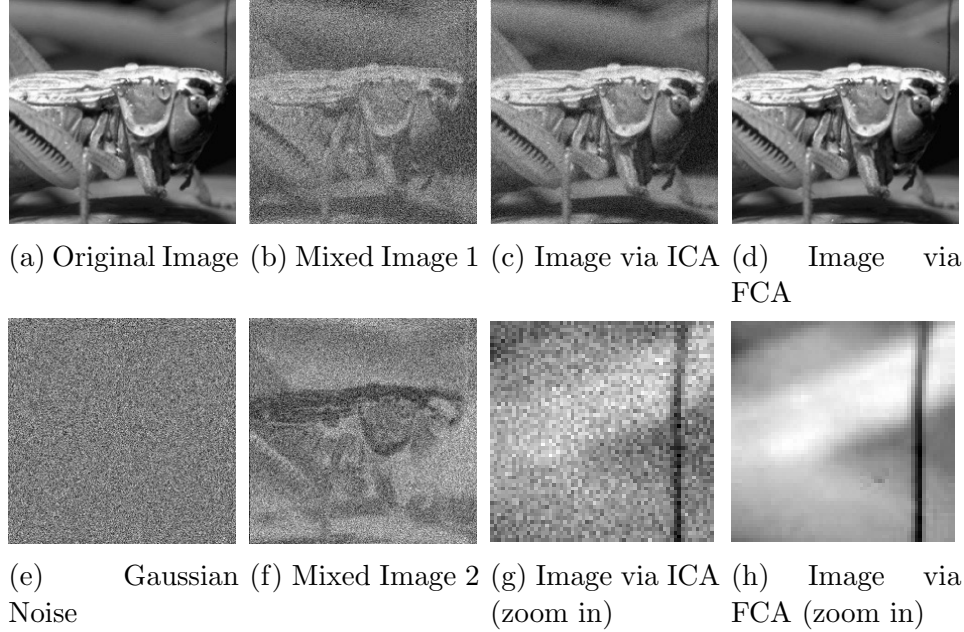 (a) Original Image (b) Mixed Image 1 (c) Image via ICA (d) Image via
FCA
(e) Gaussian (f) Mixed Image 2 (g) Image via ICA (h) Image via
Noise (zoom in) FCA (zoom in)